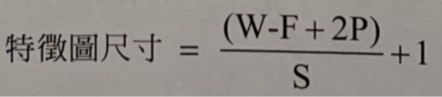 特徵圖尺寸 = (W-F+2P)/S +1